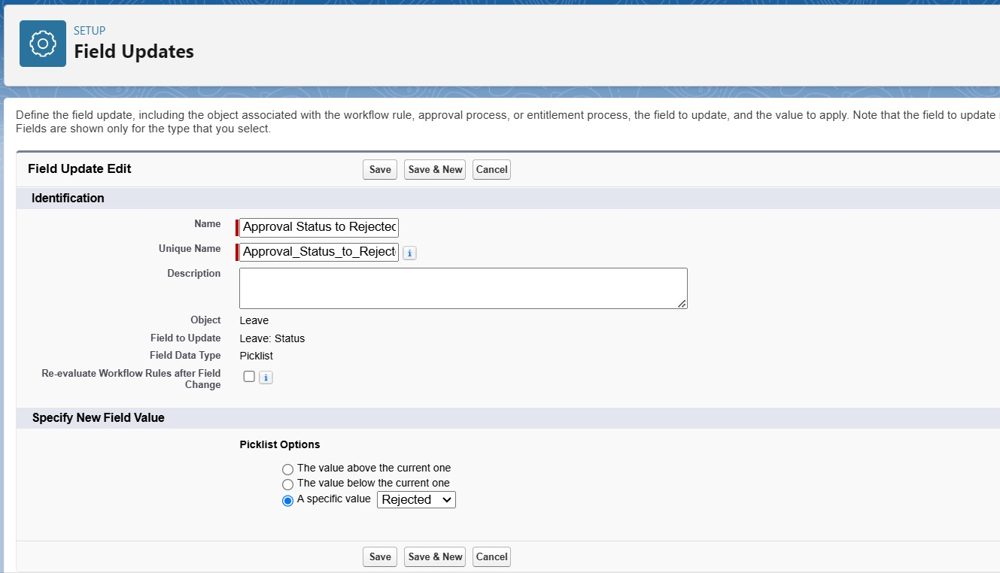 SETUP
Field Updates
Define the field update, including the object associated with the workflow rule, approval process, or entitlement process, the field to update, and the value to apply. Note that the field to update
Fields are shown only for the type that you select.
Field Update Edit Save Save & New Cancel
Identification
Name Approval Status to Rejected
Unique Name Approval_Status_to_Reject i
Description
Object Leave
Field to Update Leave: Status
Field Data Type Picklist
Re-evaluate Workflow Rules after Field
Change i
Specify New Field Value
Picklist Options
The value above the current one
The value below the current one
A specific value Rejected
Save Save & New Cancel